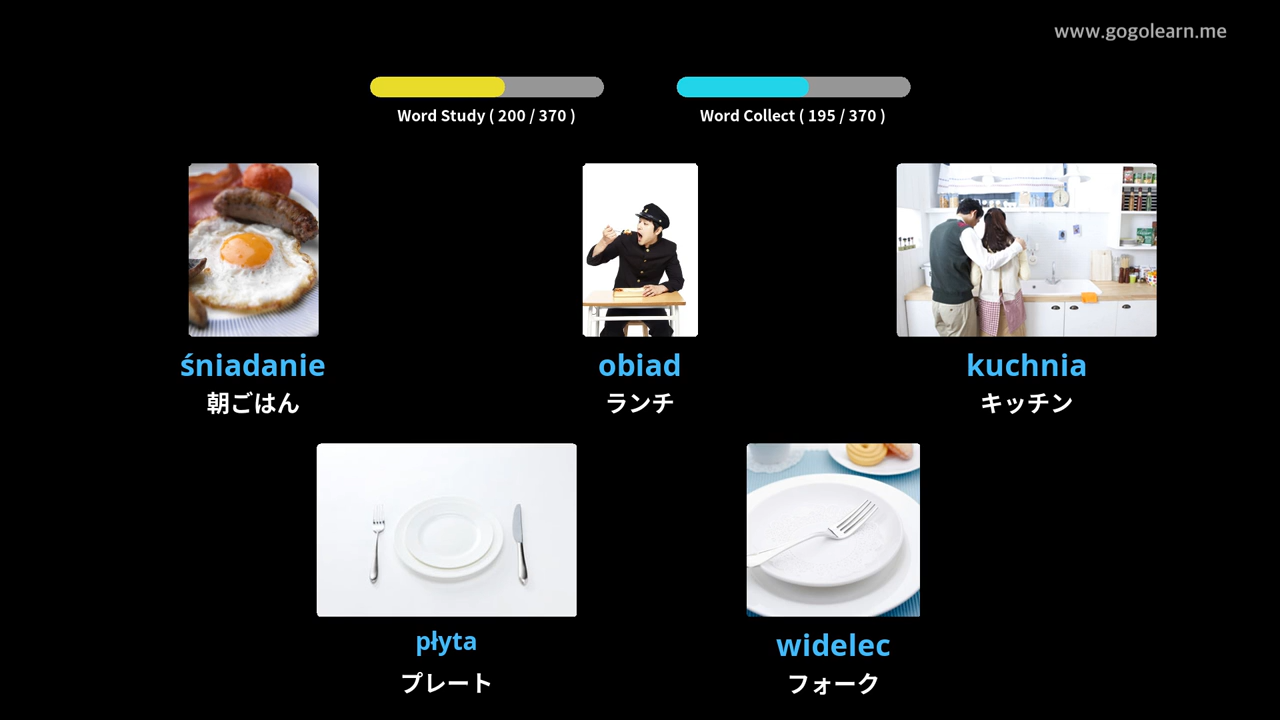 www.gogolearn.me
Word Study ( 200 / 370 )
Word Collect ( 195 / 370 )
śniadanie
朝ごはん
obiad
ランチ
kuchnia
キッチン
płyta
プレート
widelec
フォーク